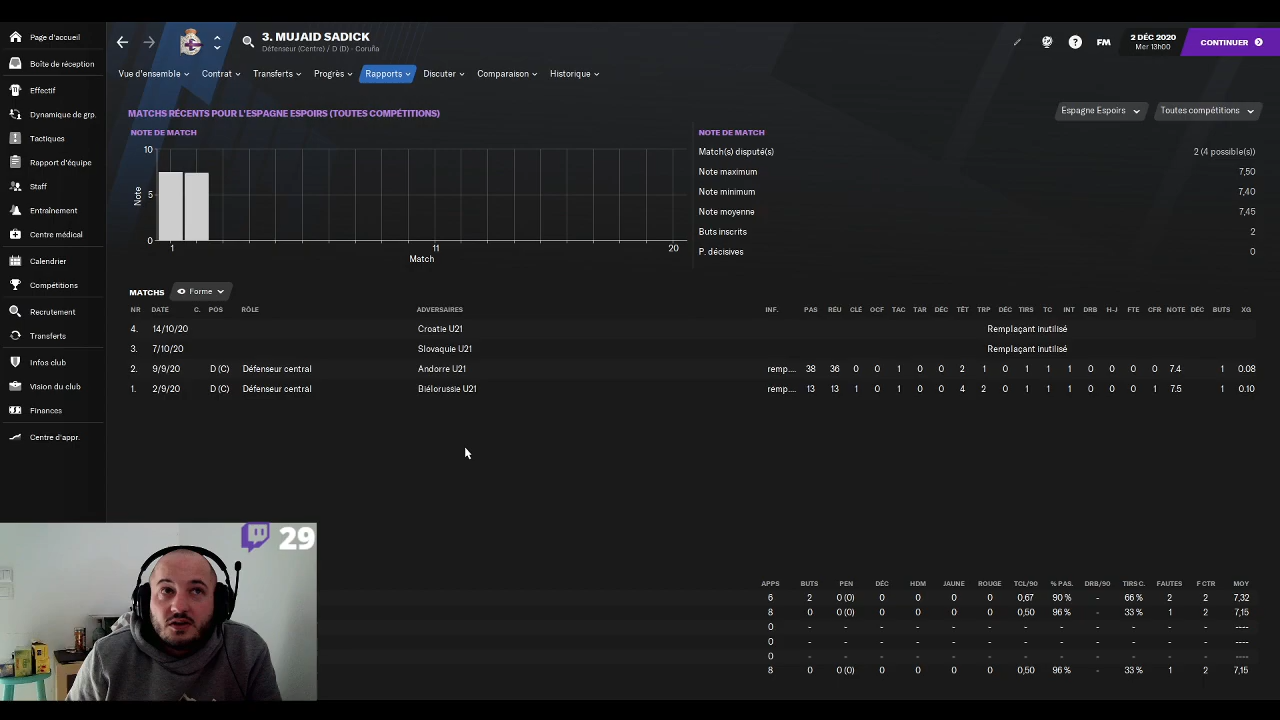 Page d'accueil
Boîte de réception
Effectif
Dynamique de grp.
Tactiques
Rapport d'équipe
Staff
Entraînement
Centre médical
Calendrier
Compétitions
Recrutement
Transferts
Infos club
Vision du club
Finances
Centre d'appr.
3. MUJAID SADICK
Défenseur (Centre) / D (D) - Coruña
FM
2 DÉC 2020
Mer 13h00
CONTINUER
Vue d'ensemble Contrat Transferts Progrès Rapports Discuter Comparaison Historique
MATCHS RÉCENTS POUR L'ESPAGNE ESPOIRS (TOUTES COMPÉTITIONS)
Espagne Espoirs Toutes compétitions
NOTE DE MATCH
10
5
0
Note
1 11 20
Match
NOTE DE MATCH
Match(s) disputé(s) 2 (4 possible(s))
Note maximum 7,50
Note minimum 7,40
Note moyenne 7,45
Buts inscrits 2
P. décisives 0
MATCHS Forme
NR DATE C. POS RÔLE ADVERSAIRES INF. PAS RÉU CLÉ OCF TAC TAR DÉC TÊT TRP DÉC TIRS TC INT DRB H-J FTE CFR NOTE DÉC BUTS XG
4. 14/10/20 Croatie U21 Remplaçant inutilisé
3. 7/10/20 Slovaquie U21 Remplaçant inutilisé
2. 9/9/20 D (C) Défenseur central Andorre U21 remp.... 38 36 0 0 1 0 0 2 1 0 1 1 1 0 0 0 0 7.4 1 0.08
1. 2/9/20 D (C) Défenseur central Biélorussie U21 remp.... 13 13 1 0 0 0 0 4 2 0 1 1 1 0 0 0 1 7.5 1 0.10
29
APPS BUTS PEN DÉC HDM JAUNE ROUGE TCL/90 % PAS. DRB/90 TIRS C. FAUTES F CTR MOY
6 2 0 (0) 0 0 0 0 0,67 90 % - 66 % 2 2 7,32
8 0 0 (0) 0 0 0 0 0,50 96 % - 33 % 1 2 7,15
0 - - - - - - - - - - - - ----
0 - - - - - - - - - - - - ----
0 - - - - - - - - - - - - ----
8 0 0 (0) 0 0 0 0 0,50 96 % - 33 % 1 2 7,15